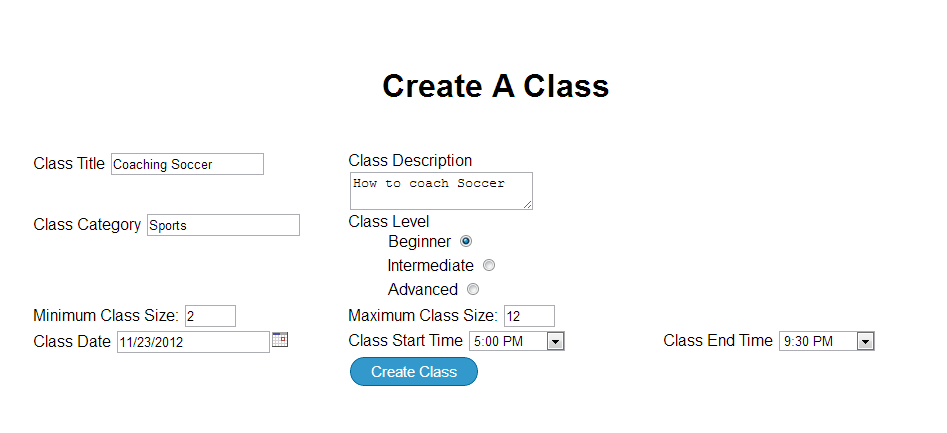 Create A Class
Class Title Coaching Soccer
Class Description
How to coach Soccer
Class Category Sports
Class Level
Beginner
Intermediate
Advanced
Minimum Class Size: 2
Maximum Class Size: 12
Class Date 11/23/2012
Class Start Time 5:00 PM
Class End Time 9:30 PM
Create Class